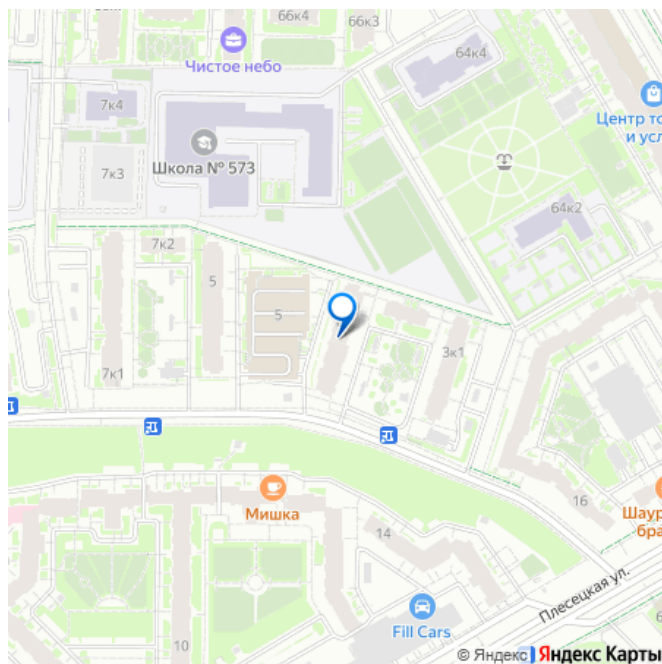 66к4
66к3
Чистое небо
64к4
7к4
Центр то
и усл
Школа № 573
7к3
64к2
7к2
5
5
3к1
7к1
Мишка
16
Шаур
бра
14
Плесецкая ул.
Fill Cars
10
© Яндекс Яндекс Карты